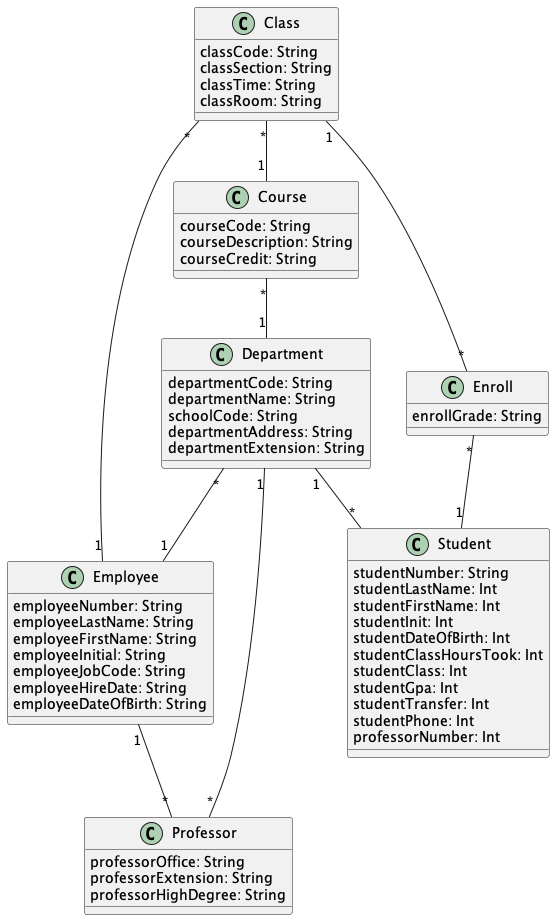 C Class
classCode: String
classSection: String
classTime: String
classRoom: String
* * 1
1
C Course
courseCode: String
courseDescription: String
courseCredit: String
*
1
*
C Department
departmentCode: String
departmentName: String
schoolCode: String
departmentAddress: String
departmentExtension: String
C Enroll
enrollGrade: String
*
* 1 1
1 *
C Student
studentNumber: String
studentLastName: Int
studentFirstName: Int
studentInit: Int
studentDateOfBirth: Int
studentClassHoursTook: Int
studentClass: Int
studentGpa: Int
studentTransfer: Int
studentPhone: Int
professorNumber: Int
1 1
C Employee
employeeNumber: String
employeeLastName: String
employeeFirstName: String
employeeInitial: String
employeeJobCode: String
employeeHireDate: String
employeeDateOfBirth: String
1
* *
C Professor
professorOffice: String
professorExtension: String
professorHighDegree: String